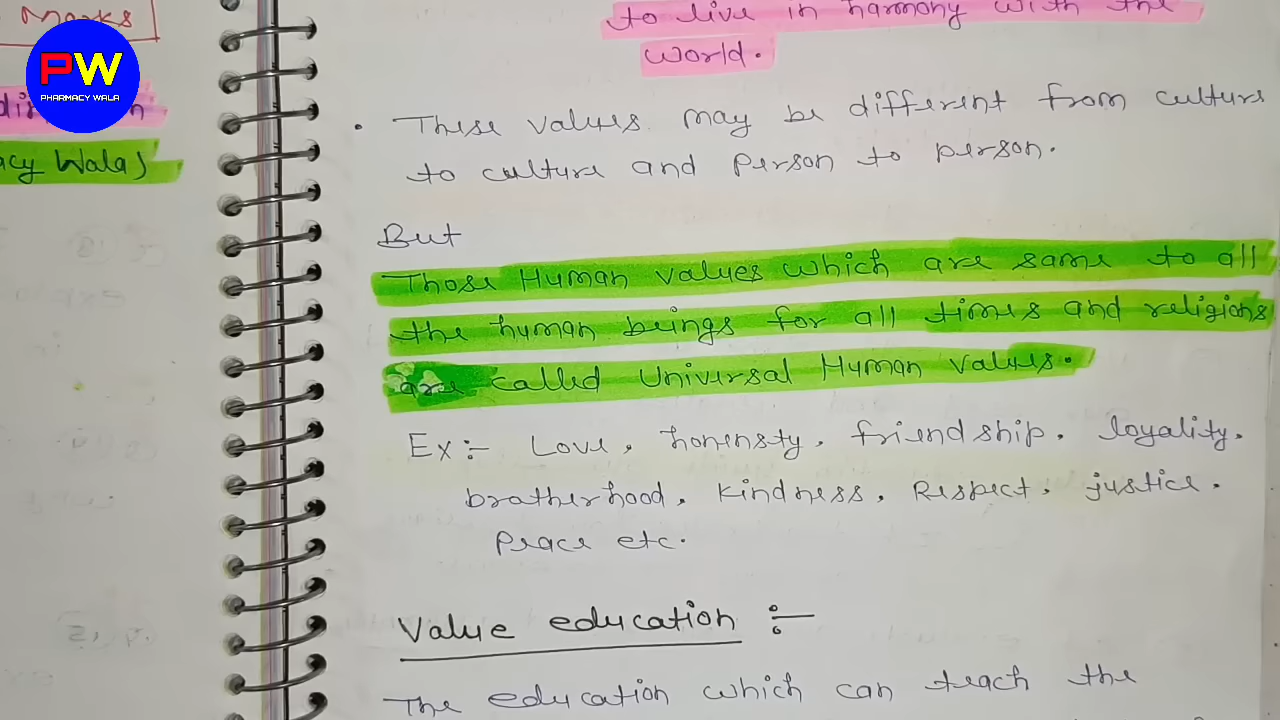 Marks
PW
PHARMACY WALA
acy Wala)
to live in harmony with the
world.
• These values may be different from culture
to culture and Person to person.
But
Those Human values which are same to all
the human beings for all times and religions
are called Universal Human Values.
Ex:- Love, honensty, friendship, loyality,
bratherhood, Kindness, Respect, justice,
Peace etc.
Value education :-
The education which can teach the